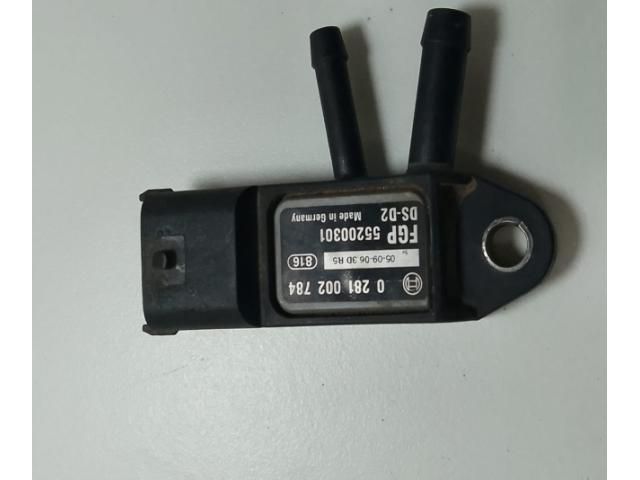 0 281 002 784
05-09-06 3D R5 816
FGP 55200301
DS-D2
Made in Germany